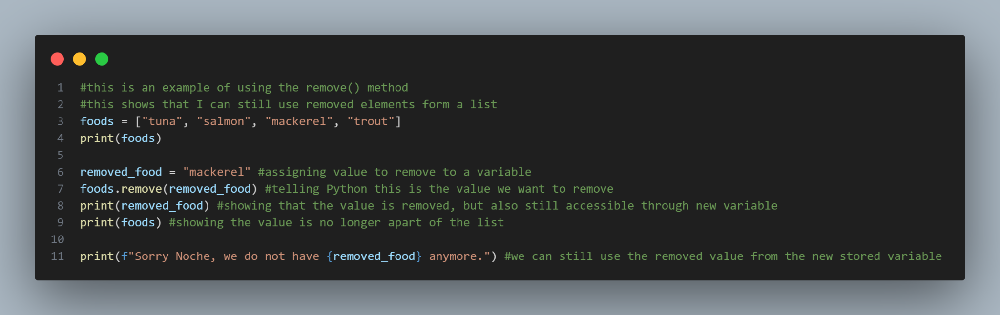 1 #this is an example of using the remove() method
2 #this shows that I can still use removed elements form a list
3 foods = ["tuna", "salmon", "mackerel", "trout"]
4 print(foods)
5
6 removed_food = "mackerel" #assigning value to remove to a variable
7 foods.remove(removed_food) #telling Python this is the value we want to remove
8 print(removed_food) #showing that the value is removed, but also still accessible through new variable
9 print(foods) #showing the value is no longer apart of the list
10
11 print(f"Sorry Noche, we do not have {removed_food} anymore.") #we can still use the removed value from the new stored variable